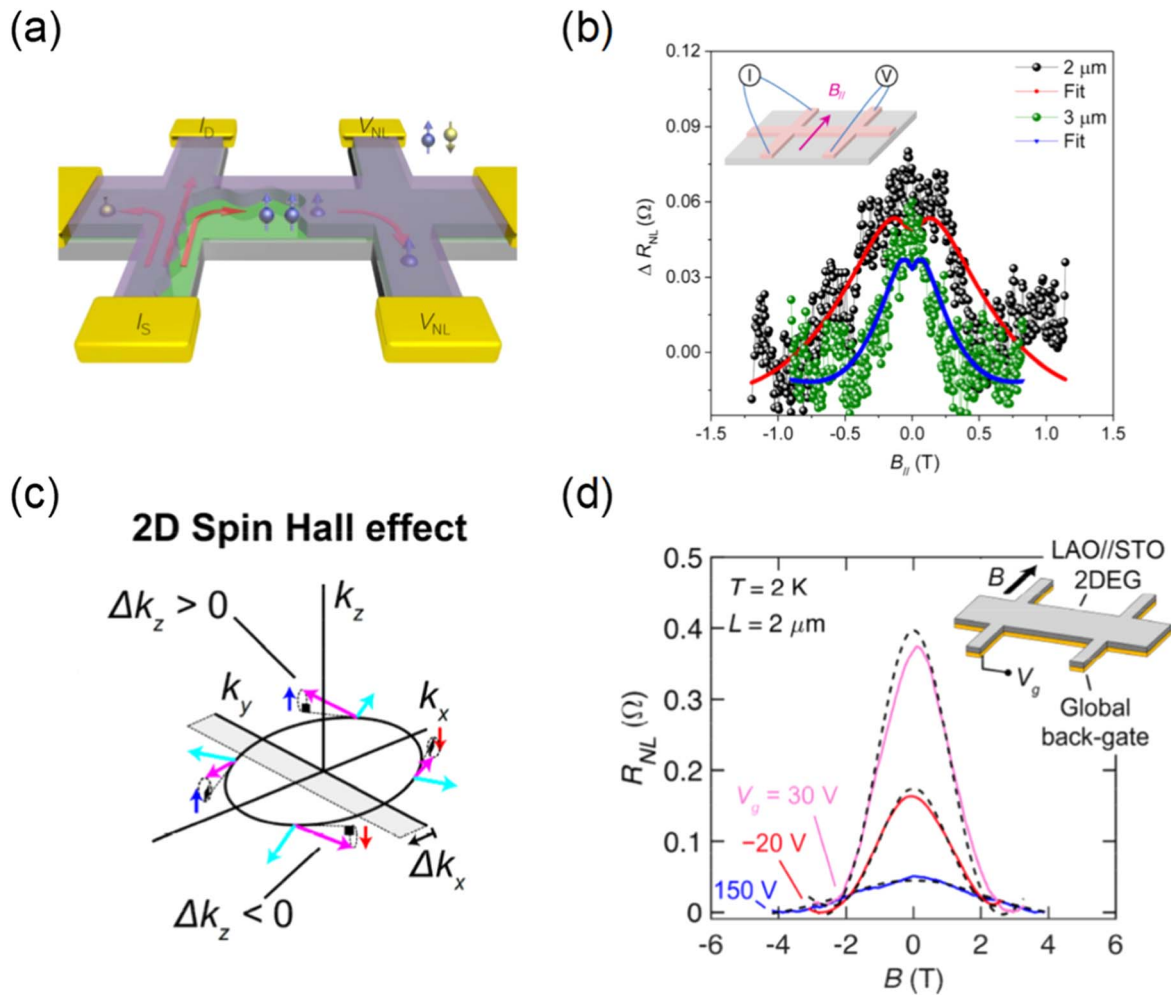 (a)
I_D
V_NL
I_S
V_NL
(b)
0.12
0.09
0.06
0.03
0.00
Δ R_NL (Ω)
-1.5
-1.0
-0.5
0.0
0.5
1.0
1.5
B_// (T)
I
V
B_//
2 μm
Fit
3 μm
Fit
(c)
2D Spin Hall effect
Δk_z > 0
k_z
k_y
k_x
Δk_x
Δk_z < 0
(d)
0.5
0.4
0.3
0.2
0.1
0
R_NL (Ω)
T = 2 K
L = 2 μm
LAO//STO
2DEG
B
V_g
Global
back-gate
V_g = 30 V
−20 V
150 V
-6
-4
-2
0
2
4
6
B (T)